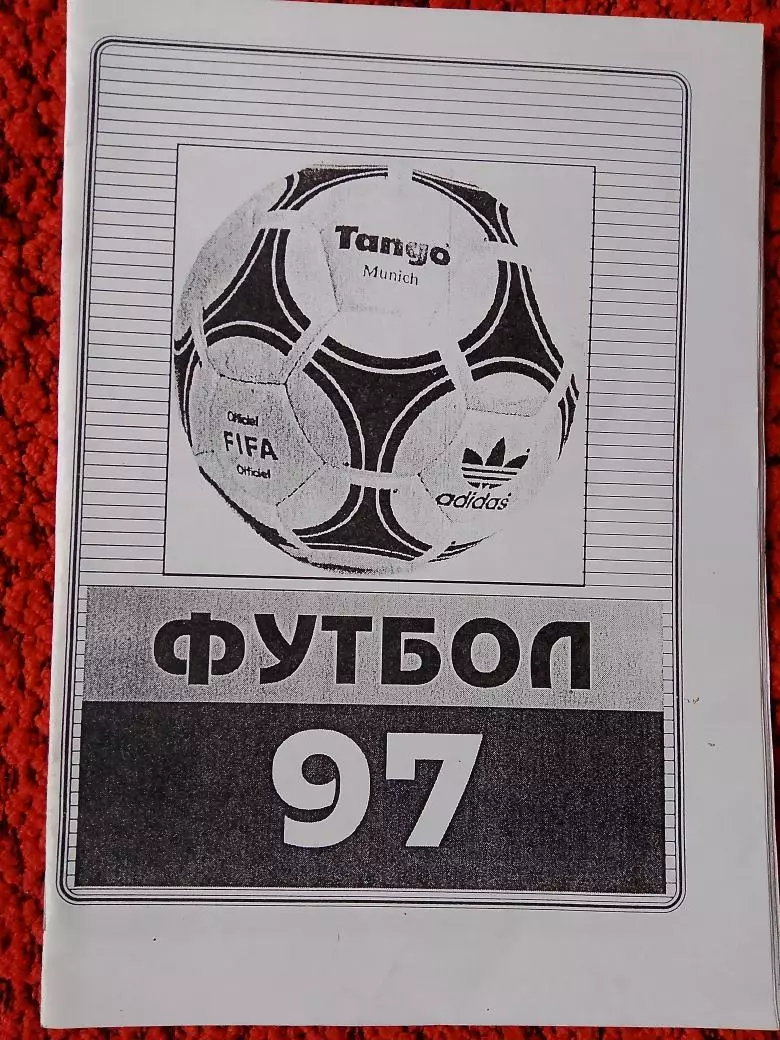 Tango
Munich
Officiel
FIFA
Officiel
adidas
ФУТБОЛ
97